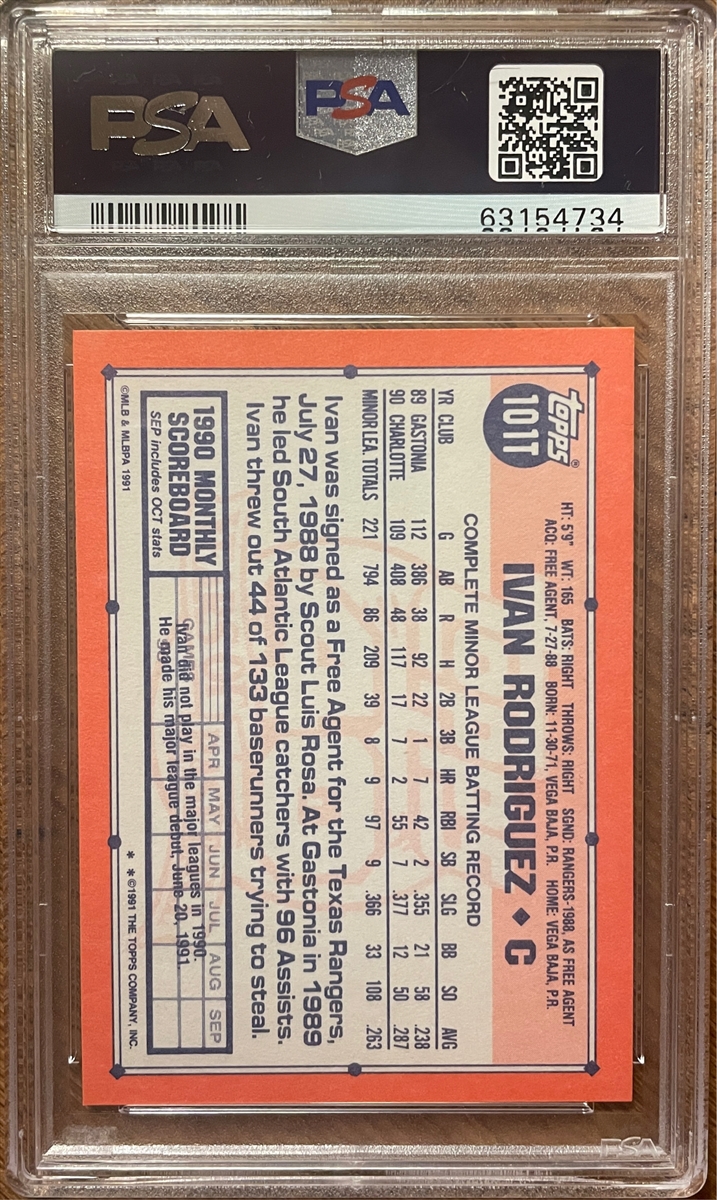 PSA
PSA
63154734
topps®
101T
HT: 5'9" WT: 165 BATS: RIGHT THROWS: RIGHT SGND: RANGERS-1988, AS FREE AGENT
ACQ: FREE AGENT, 7-27-88 BORN: 11-30-71, VEGA BAJA, P.R. HOME: VEGA BAJA, P.R.
IVAN RODRIGUEZ ♦ C
COMPLETE MINOR LEAGUE BATTING RECORD
YR CLUB G AB R H 2B 3B HR RBI SB SLG BB SO AVG
89 GASTONIA 112 386 38 92 22 1 7 42 2 .355 21 58 .238
90 CHARLOTTE 109 408 48 117 17 7 2 55 7 .377 12 50 .287
MINOR LEA. TOTALS 221 794 86 209 39 8 9 97 9 .366 33 108 .263
Ivan was signed as a Free Agent for the Texas Rangers,
July 27, 1988 by Scout Luis Rosa. At Gastonia in 1989
he led South Atlantic League catchers with 96 Assists.
Ivan threw out 44 of 133 baserunners trying to steal.
1990 MONTHLY
SCOREBOARD
SEP includes OCT stats
APR MAY JUN JUL AUG SEP
GAMES
Ivan did not play in the major leagues in 1990.
He made his major league debut, June 20, 1991.
©MLB & MLBPA 1991
* * ©1991 THE TOPPS COMPANY, INC.
PSA